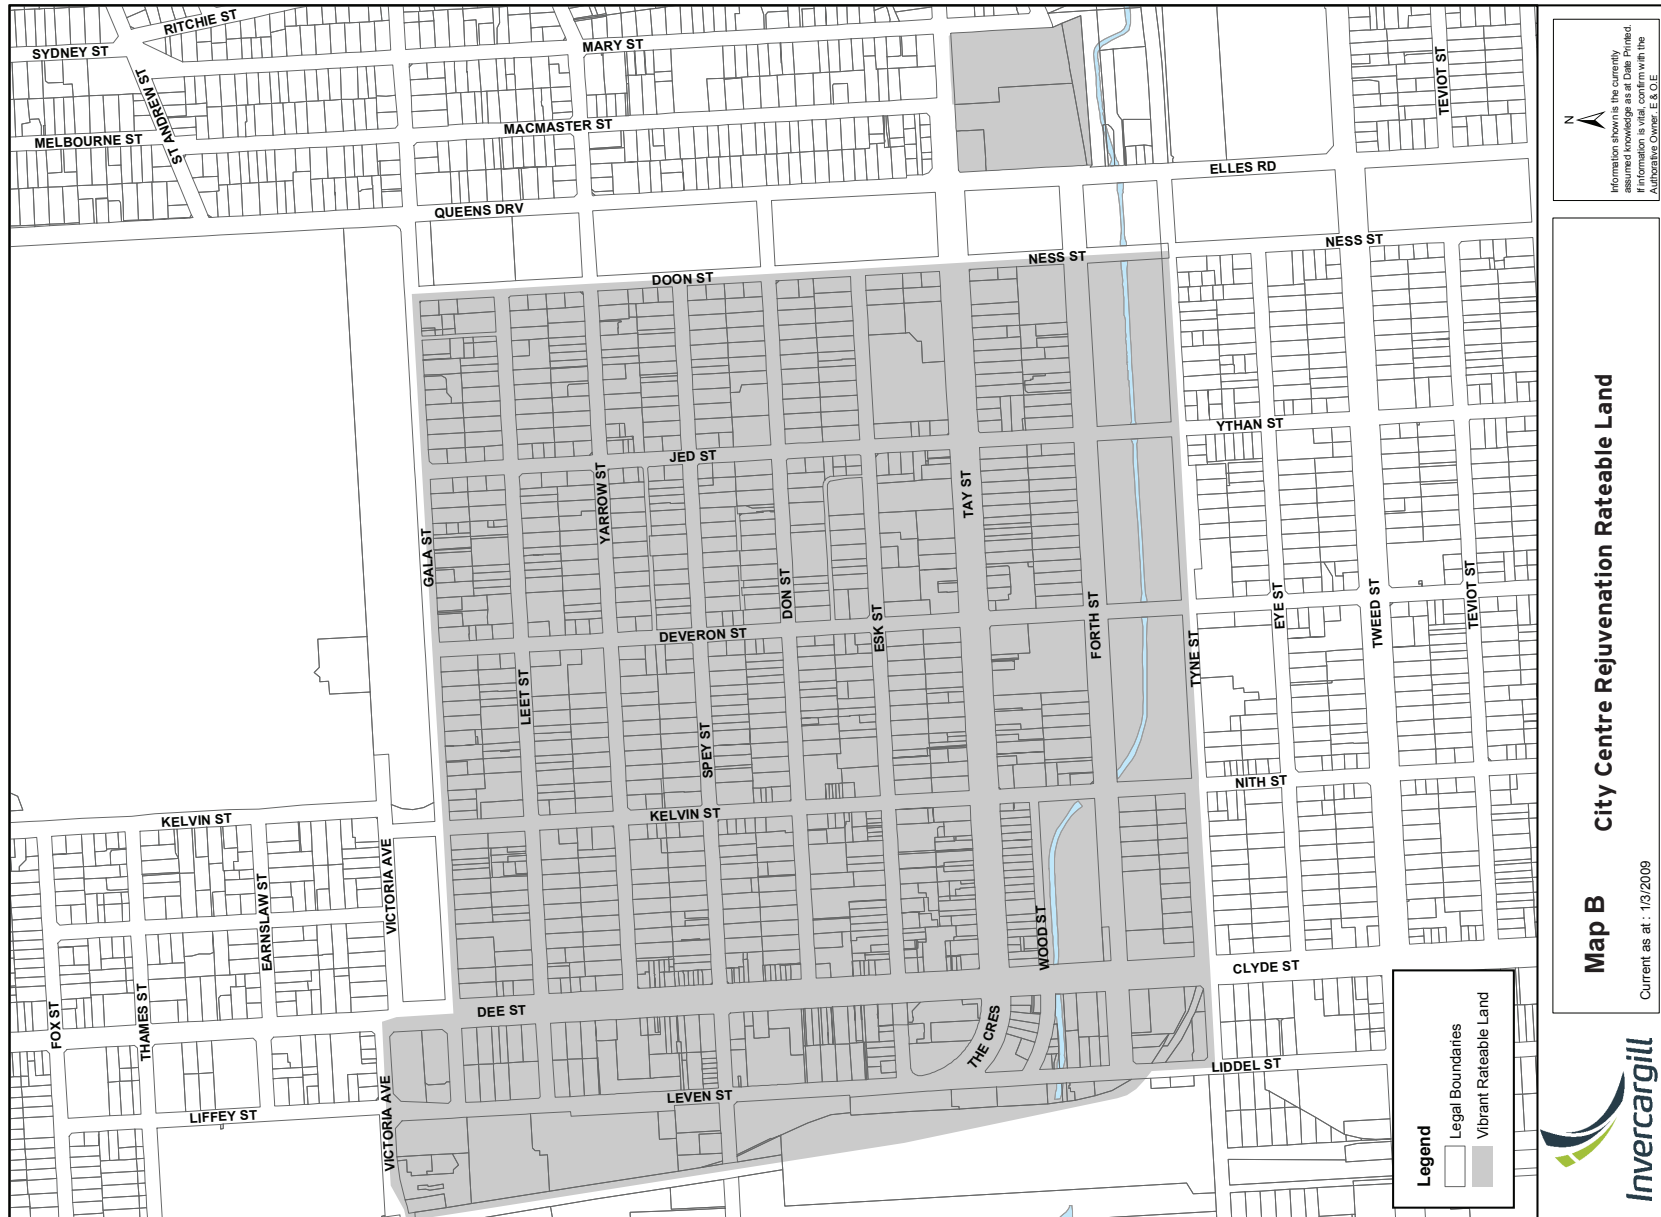 RITCHIE ST
SYDNEY ST
MARY ST
TEVIOT ST
ST ANDREW ST
MACMASTER ST
MELBOURNE ST
ELLES RD
QUEENS DRV
NESS ST
NESS ST
DOON ST
YTHAN ST
JED ST
YARROW ST
TAY ST
GALA ST
DON ST
ESK ST
FORTH ST
EYE ST
TWEED ST
TEVIOT ST
DEVERON ST
TYNE ST
LEET ST
SPEY ST
NITH ST
KELVIN ST
KELVIN ST
VICTORIA AVE
EARNSLAW ST
WOOD ST
CLYDE ST
DEE ST
FOX ST
THAMES ST
THE CRES
LIDDEL ST
LEVEN ST
LIFFEY ST
VICTORIA AVE
Legend
Legal Boundaries
Vibrant Rateable Land
N
Information shown is the currently
assumed knowledge as at Date Printed.
If information is vital, confirm with the
Authorative Owner. E & O.E
Map B City Centre Rejuvenation Rateable Land
Current as at : 1/3/2009
Invercargill